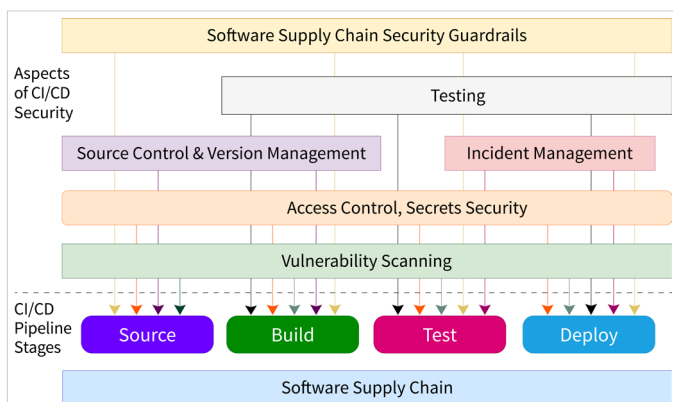 Software Supply Chain Security Guardrails
Aspects
of CI/CD
Security
Testing
Source Control & Version Management
Incident Management
Access Control, Secrets Security
Vulnerability Scanning
CI/CD
Pipeline
Stages
Source
Build
Test
Deploy
Software Supply Chain